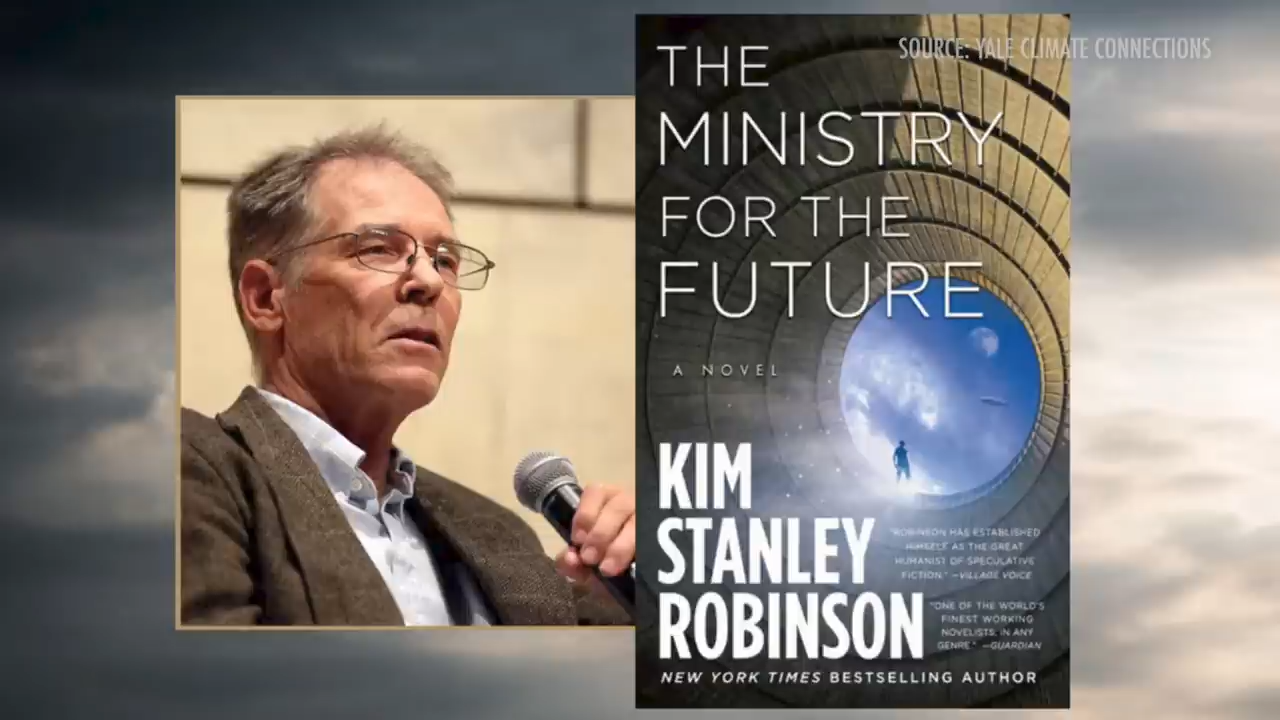 SOURCE: YALE CLIMATE CONNECTIONS
THE
MINISTRY
FOR THE
FUTURE
A NOVEL
KIM
STANLEY
ROBINSON
"ROBINSON HAS ESTABLISHED
HIMSELF AS THE GREAT
HUMANIST OF SPECULATIVE
FICTION." —VILLAGE VOICE
"ONE OF THE WORLD'S
FINEST WORKING
NOVELISTS, IN ANY
GENRE." —GUARDIAN
NEW YORK TIMES BESTSELLING AUTHOR